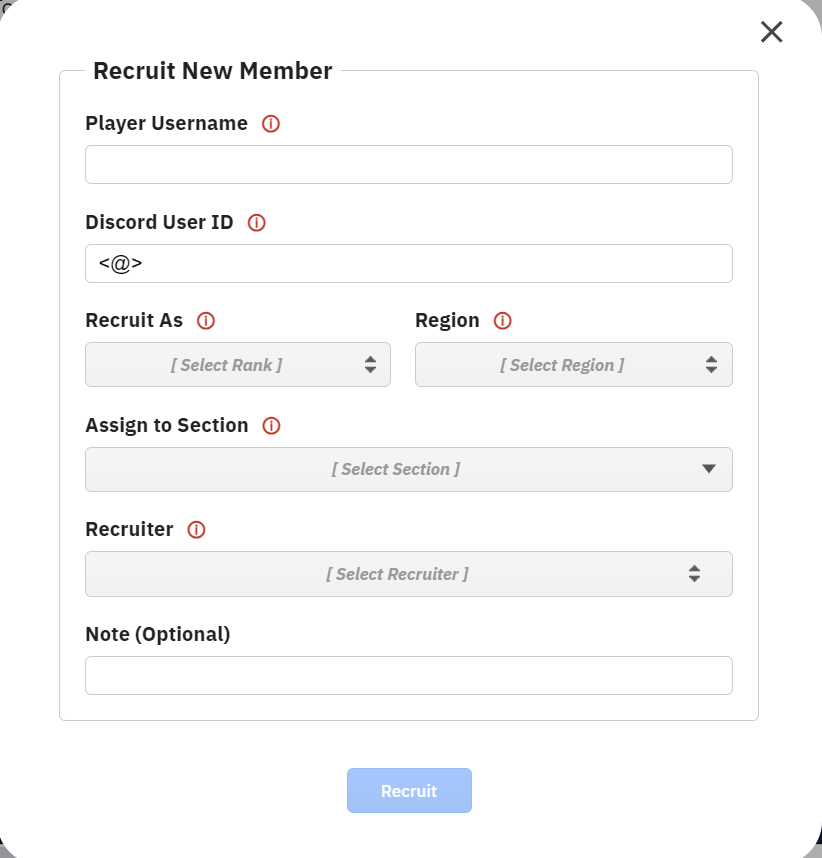 Recruit New Member
Player Username
Discord User ID
<@>
Recruit As Region
[ Select Rank ] [ Select Region ]
Assign to Section
[ Select Section ]
Recruiter
[ Select Recruiter ]
Note (Optional)
Recruit